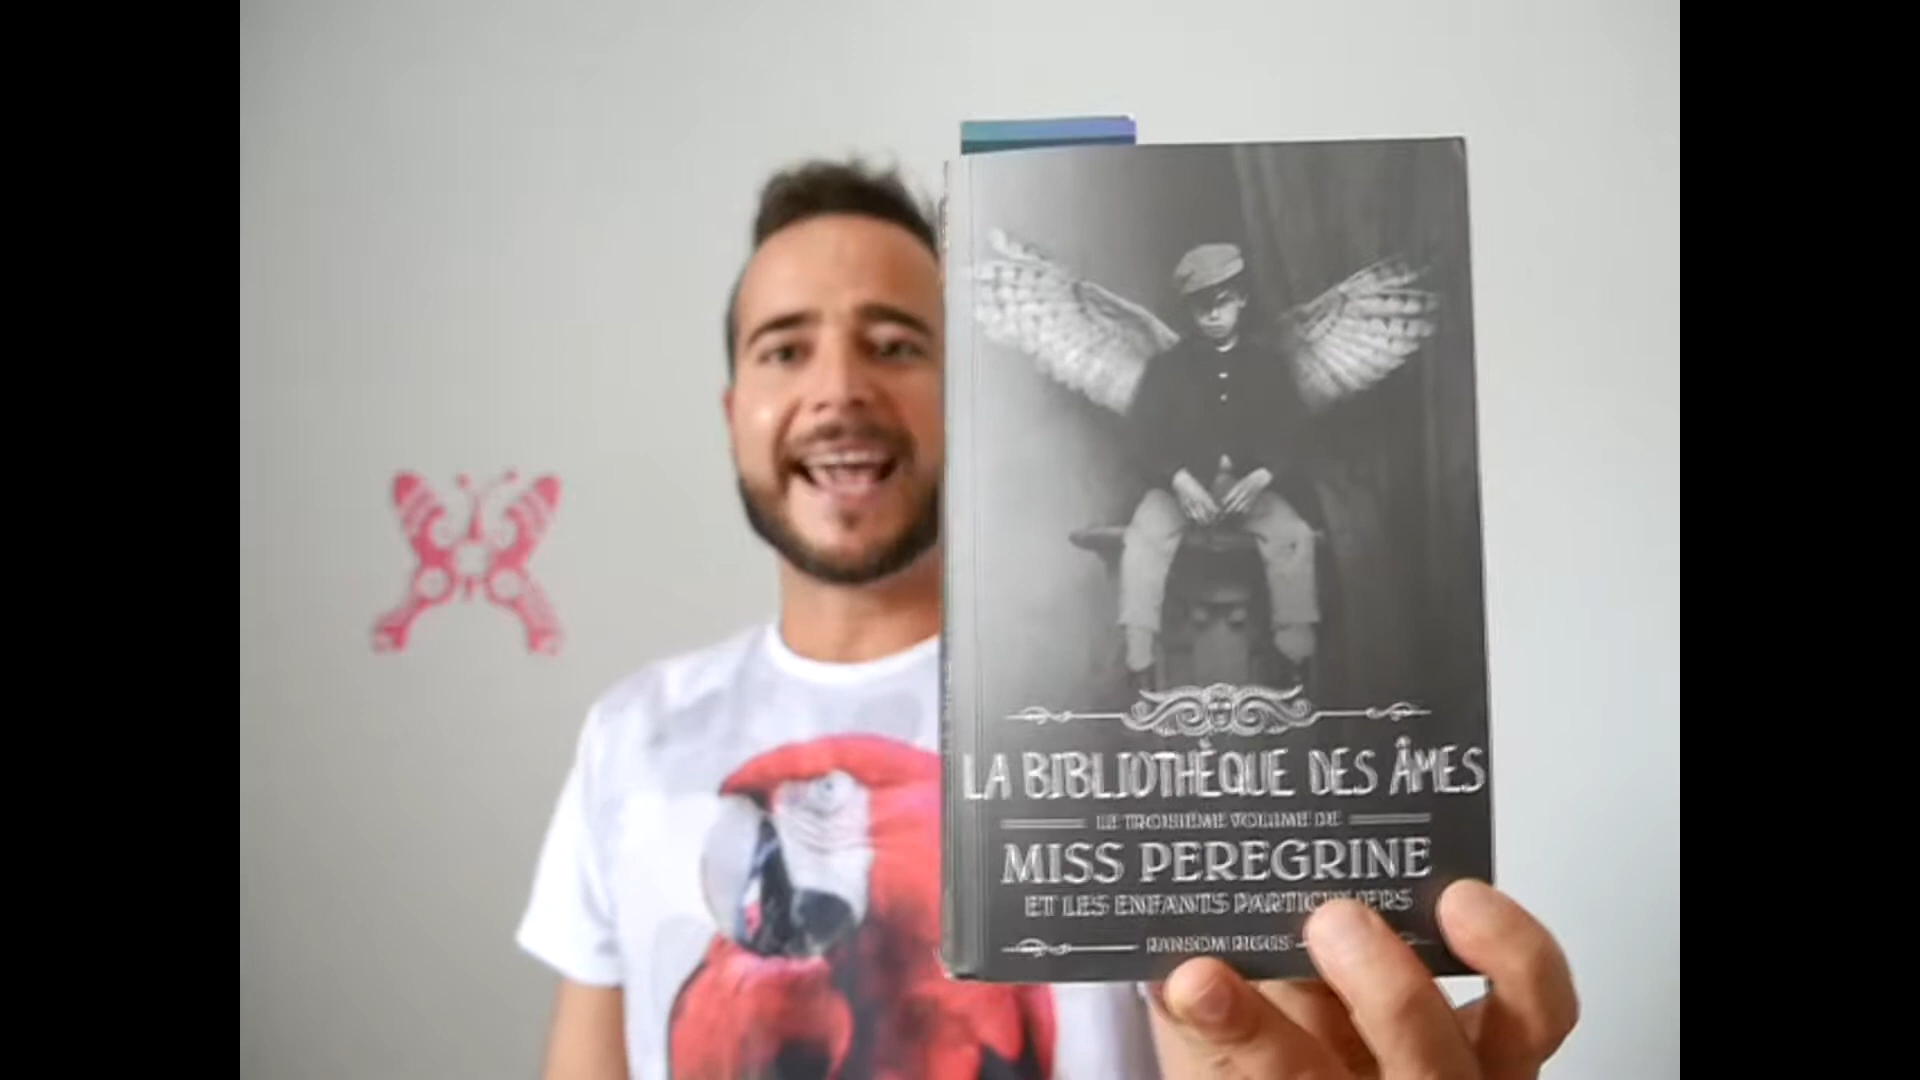 LA BIBLIOTHÈQUE DES ÂMES
LE TROISIÈME VOLUME DE
MISS PEREGRINE
ET LES ENFANTS PARTICULIERS
RANSOM RIGGS